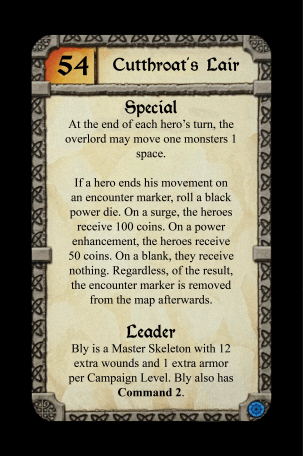 54 Cutthroat's Lair
Special
At the end of each hero's turn, the
overlord may move one monsters 1
space.
If a hero ends his movement on
an encounter marker, roll a black
power die. On a surge, the heroes
receive 100 coins. On a power
enhancement, the heroes receive
50 coins. On a blank, they receive
nothing. Regardless, of the result,
the encounter marker is removed
from the map afterwards.
Leader
Bly is a Master Skeleton with 12
extra wounds and 1 extra armor
per Campaign Level. Bly also has
Command 2.